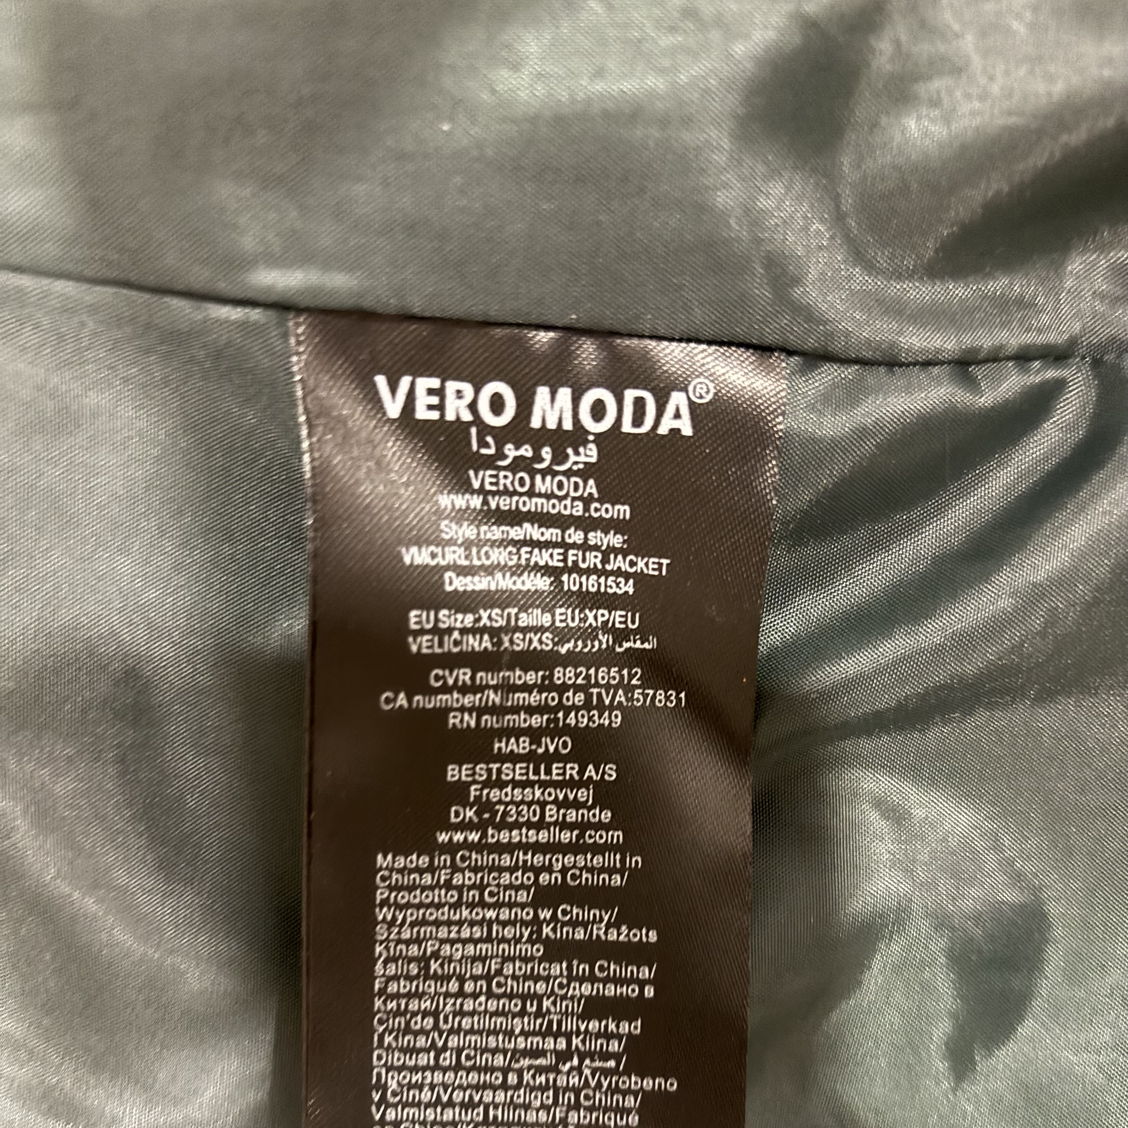 VERO MODA®
فيرومودا
VERO MODA
www.veromoda.com
Style name/Nom de style:
VMCURL LONG FAKE FUR JACKET
Dessin/Modéle: 10161534
EU Size:XS/Taille EU:XP/EU
VELIČINA: XS/XS:المقاس الأوروبي
CVR number: 88216512
CA number/Numéro de TVA:57831
RN number:149349
HAB-JVO
BESTSELLER A/S
Fredsskovvej
DK - 7330 Brande
www.bestseller.com
Made in China/Hergestellt in
China/Fabricado en China/
Prodotto in Cina/
Wyprodukowano w Chiny/
Származási hely: Kína/Ražots
Ķīna/Pagaminimo
šalis: Kinija/Fabricat în China/
Fabriqué en Chine/Сделано в
Китай/Izrađeno u Kini/
Çin'de Üretilmiştir/Tillverkad
i Kina/Valmistusmaa Kiina/
Dibuat di Cina/صنع في الصين/
Произведено в Китай/Vyrobeno
v Číně/Vervaardigd in China/
Valmistatud Hiinas/Fabriqué